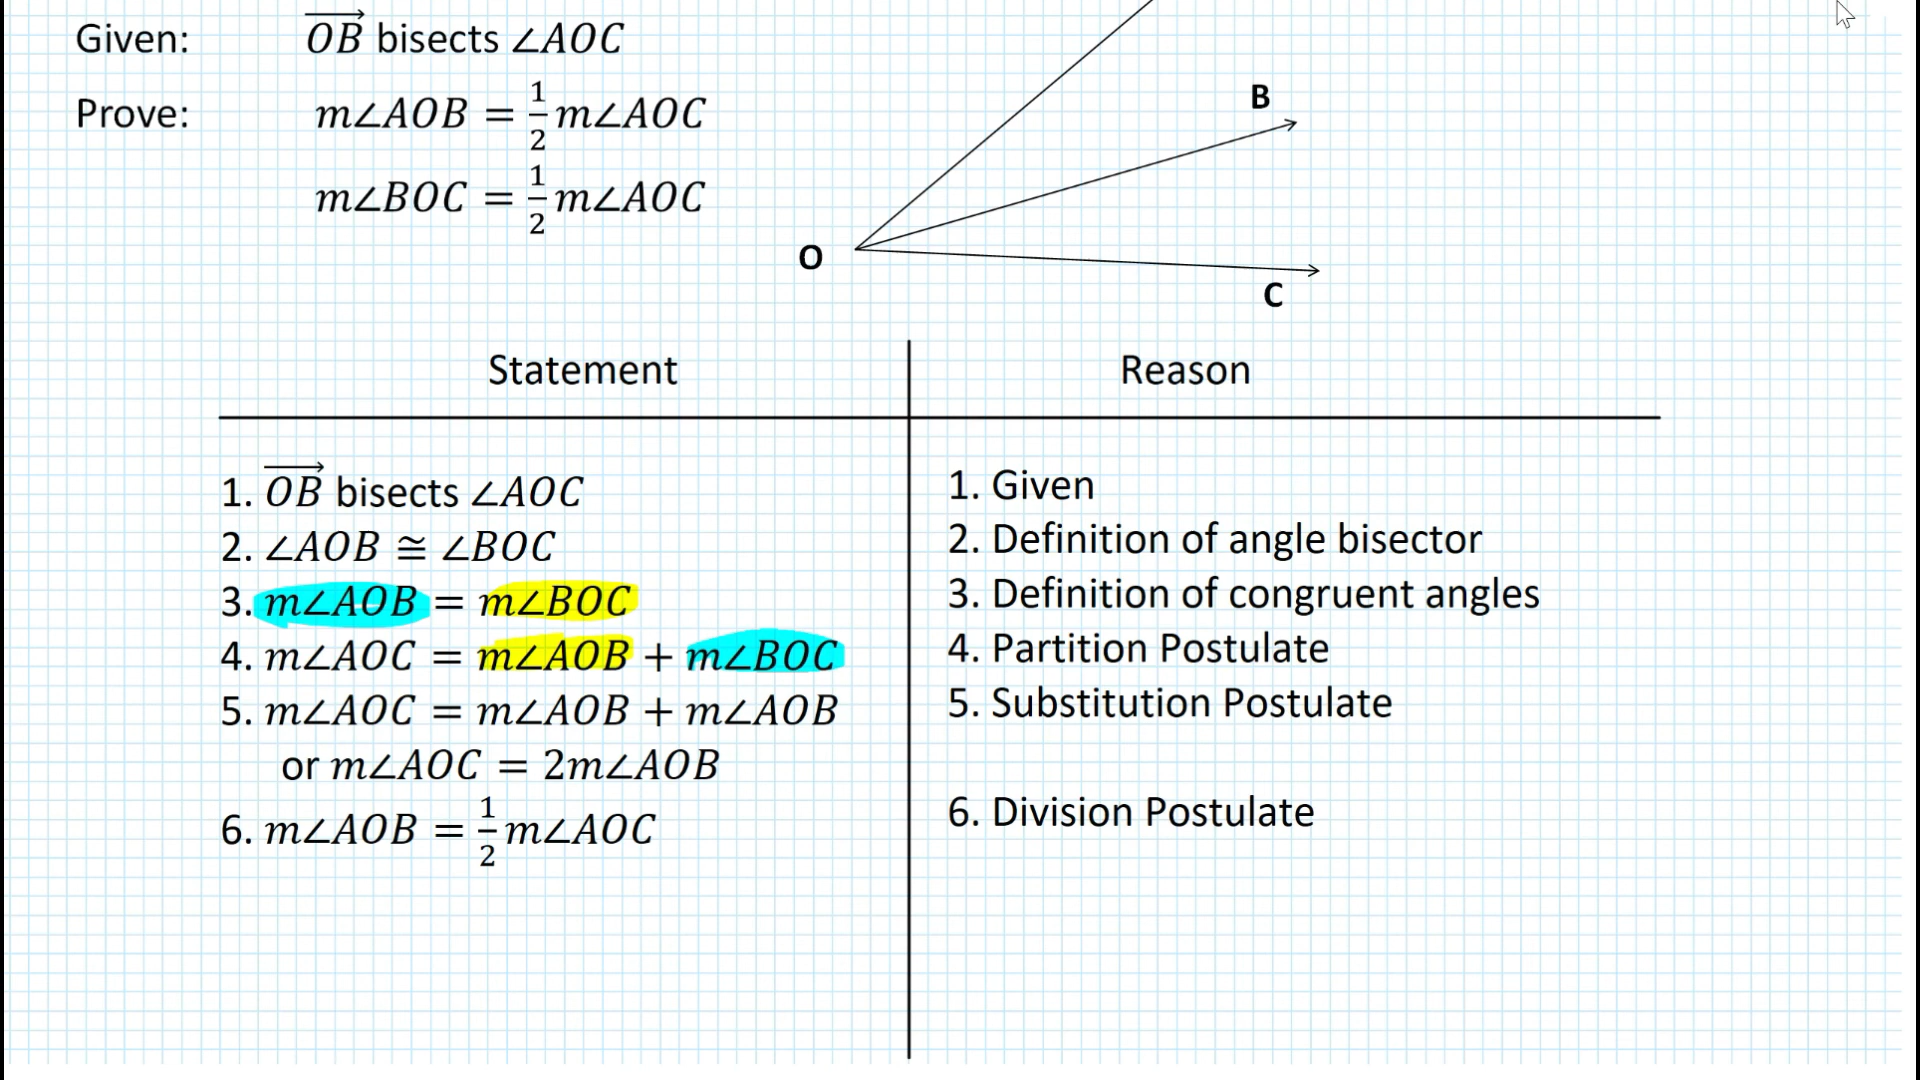 Given: $\overrightarrow{OB}$ bisects ∠AOC
Prove: m∠AOB = $\frac{1}{2}$ m∠AOC
m∠BOC = $\frac{1}{2}$ m∠AOC
B
O
C
Statement Reason
1. $\overrightarrow{OB}$ bisects ∠AOC 1. Given
2. ∠AOB ≅ ∠BOC 2. Definition of angle bisector
3. m∠AOB = m∠BOC 3. Definition of congruent angles
4. m∠AOC = m∠AOB + m∠BOC 4. Partition Postulate
5. m∠AOC = m∠AOB + m∠AOB 5. Substitution Postulate
or m∠AOC = 2m∠AOB
6. m∠AOB = $\frac{1}{2}$ m∠AOC 6. Division Postulate